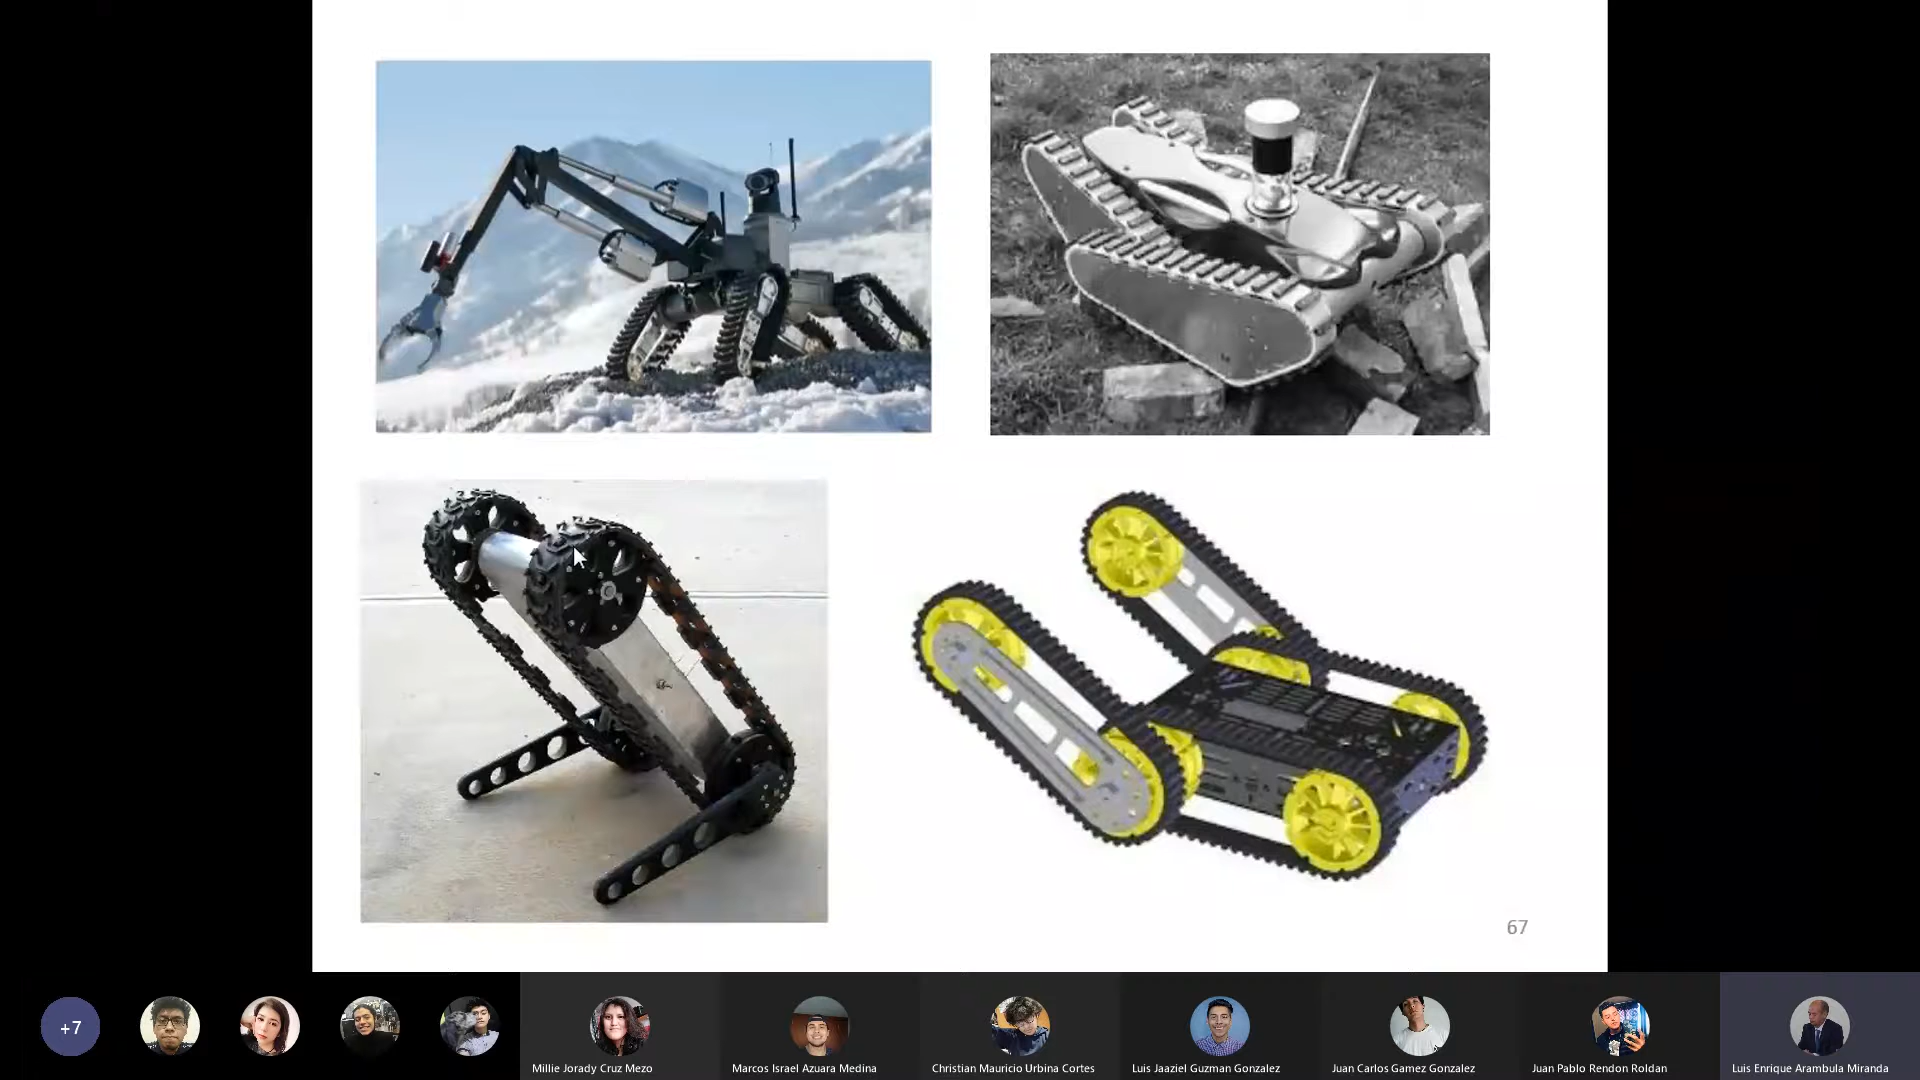 67
+7
Millie Jorady Cruz Mezo
Marcos Israel Azuara Medina
Christian Mauricio Urbina Cortes
Luis Jaaziel Guzman Gonzalez
Juan Carlos Gamez Gonzalez
Juan Pablo Rendon Roldan
Luis Enrique Arambula Miranda